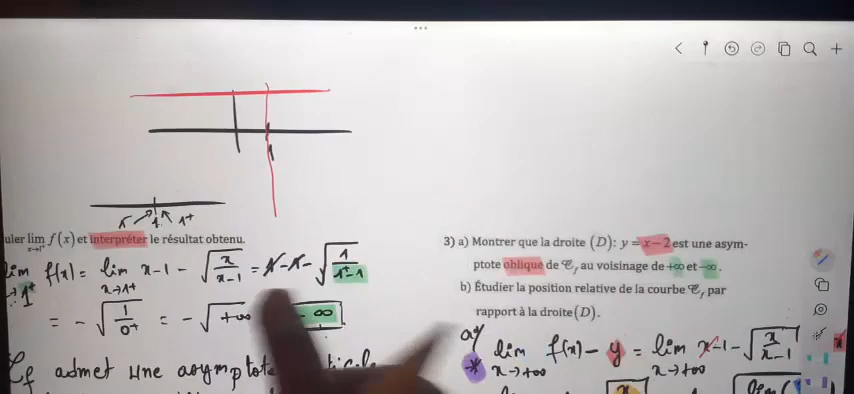 1⁻ 1 1⁺
uler lim x→1⁺ f(x) et interpréter le résultat obtenu.
lim f(x) = lim x→1⁺ x-1-√(x/(x-1)) = 1-1-√(1/(1⁺-1))
→1⁺
= -√(1/0⁺) = -√+∞ -∞
ℓf admet une asymptote
3) a) Montrer que la droite (D): y = x-2 est une asym-
ptote oblique de 𝒞f au voisinage de +∞ et -∞.
b) Étudier la position relative de la courbe 𝒞f par
rapport à la droite (D).
a)
* lim x→+∞ f(x) - y = lim x→+∞ x-1-√(x/(x-1))